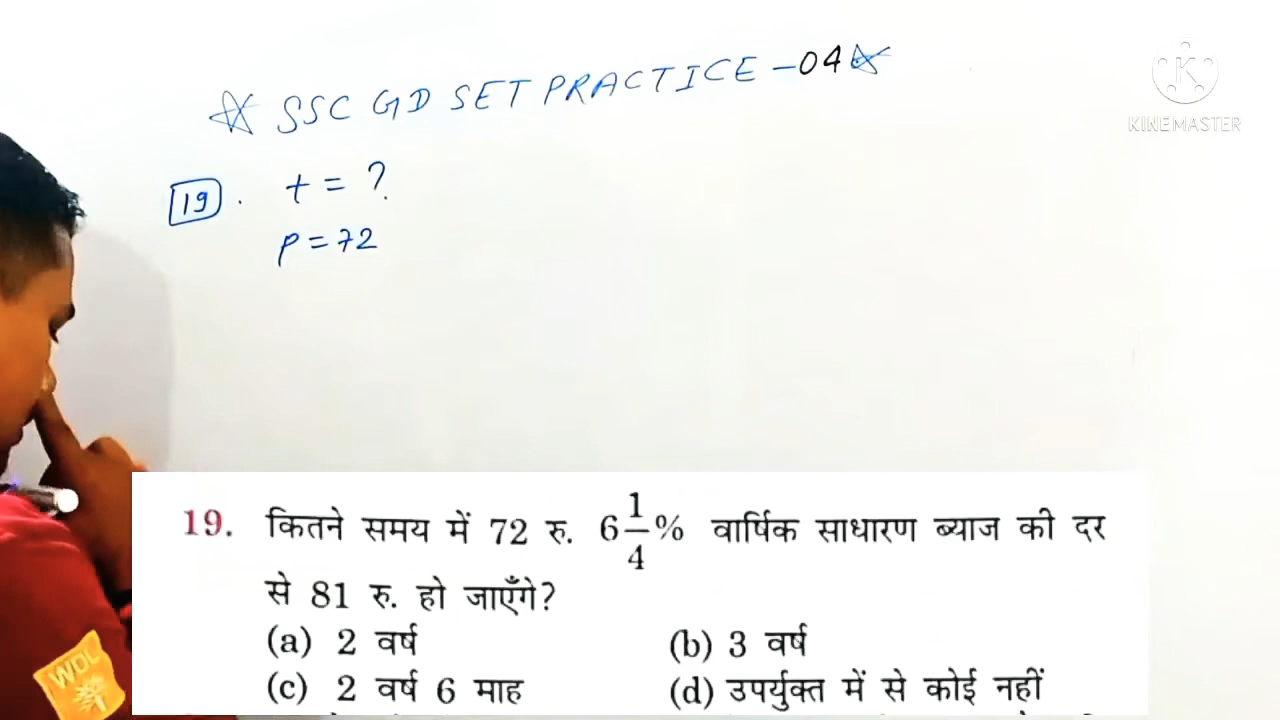 ☆ SSC GD SET PRACTICE -04☆
KINEMASTER
19. t = ?
p = 72
19. कितने समय में 72 रु. 6 1/4% वार्षिक साधारण ब्याज की दर
से 81 रु. हो जाएँगे?
(a) 2 वर्ष (b) 3 वर्ष
(c) 2 वर्ष 6 माह (d) उपर्युक्त में से कोई नहीं
WOL